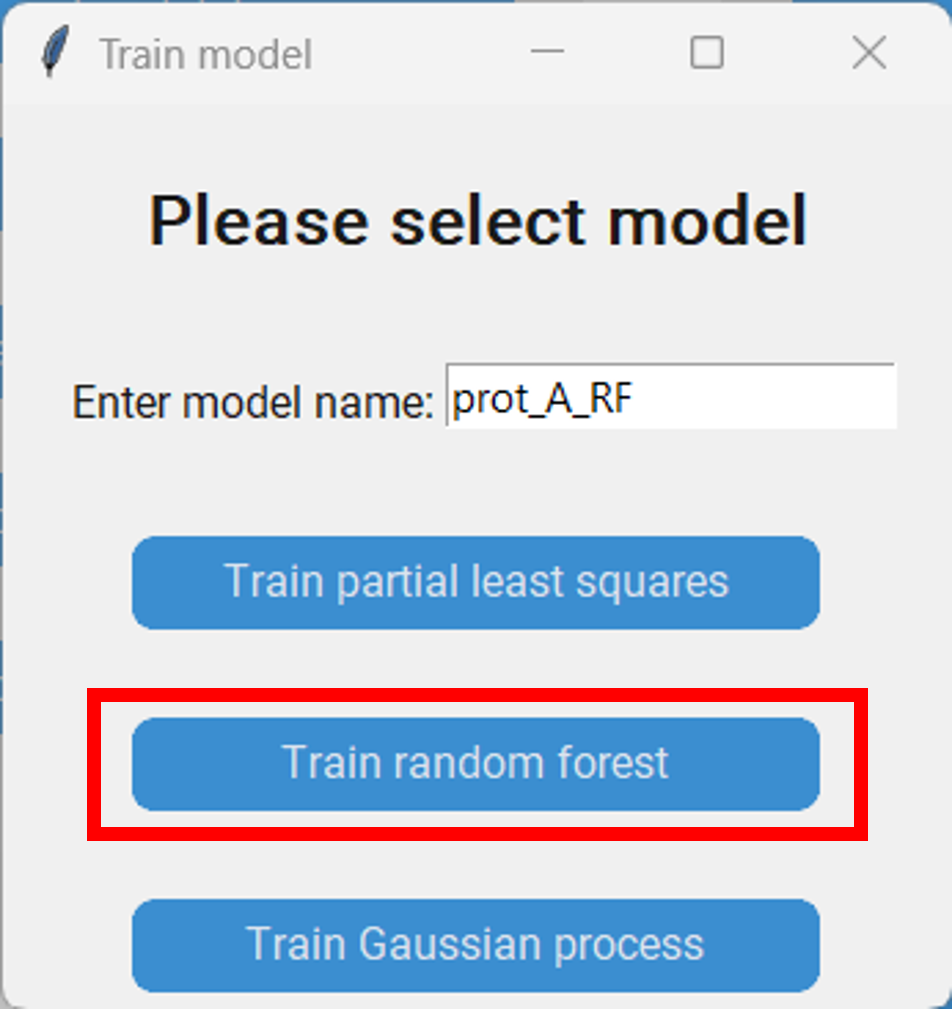 Train model
Please select model
Enter model name: prot_A_RF
Train partial least squares
Train random forest
Train Gaussian process